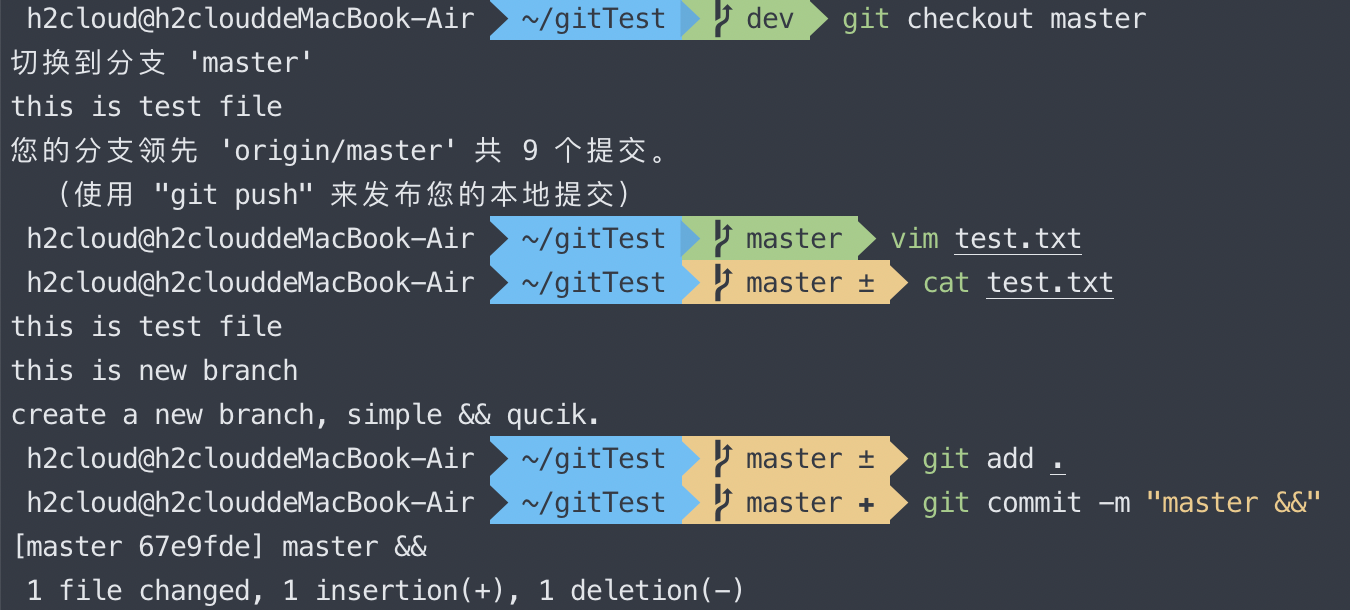 h2cloud@h2clouddeMacBook-Air ~/gitTest dev git checkout master
切换到分支 'master'
this is test file
您的分支领先 'origin/master' 共 9 个提交。
（使用 "git push" 来发布您的本地提交）
h2cloud@h2clouddeMacBook-Air ~/gitTest master vim test.txt
h2cloud@h2clouddeMacBook-Air ~/gitTest master ± cat test.txt
this is test file
this is new branch
create a new branch, simple && qucik.
h2cloud@h2clouddeMacBook-Air ~/gitTest master ± git add .
h2cloud@h2clouddeMacBook-Air ~/gitTest master + git commit -m "master &&"
[master 67e9fde] master &&
1 file changed, 1 insertion(+), 1 deletion(-)